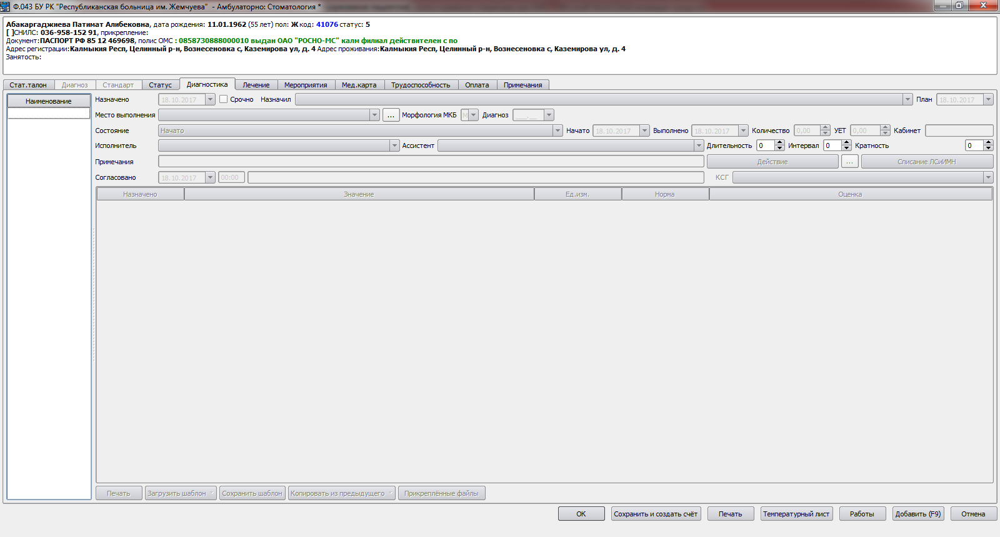 Ф.043 БУ РК "Республиканская больница им. Жемчуева" - Амбулаторно: Стоматология *
Абакаргаджиева Патимат Алибековна, дата рождения: 11.01.1962 (55 лет) пол: Ж код: 41076 статус: 5
[ ]СНИЛС: 036-958-152 91, прикрепление:
Документ:ПАСПОРТ РФ 85 12 469698, полис ОМС : 0858730888000010 выдан ОАО "РОСНО-МС" калм филиал действителен с по
Адрес регистрации:Калмыкия Респ, Целинный р-н, Вознесеновка с, Каземирова ул, д. 4 Адрес проживания:Калмыкия Респ, Целинный р-н, Вознесеновка с, Каземирова ул, д. 4
Занятость:
Стат.талон Диагноз Стандарт Статус Диагностика Лечение Мероприятия Мед.карта Трудоспособность Оплата Примечания
Наименование
Назначено 18.10.2017 Срочно Назначил План 18.10.2017
Место выполнения ... Морфология МКБ M Диагноз ___.__
Состояние Начато Начато 18.10.2017 Выполнено 18.10.2017 Количество 0,00 УЕТ 0,00 Кабинет
Исполнитель Ассистент Длительность 0 Интервал 0 Кратность 0
Примечания Действие ... Списание ЛСиИМН
Согласовано 18.10.2017 00:00 КСГ
Назначено Значение Ед.изм. Норма Оценка
Печать Загрузить шаблон Сохранить шаблон Копировать из предыдущего Прикреплённые файлы
ОК Сохранить и создать счёт Печать Температурный лист Работы Добавить (F9) Отмена